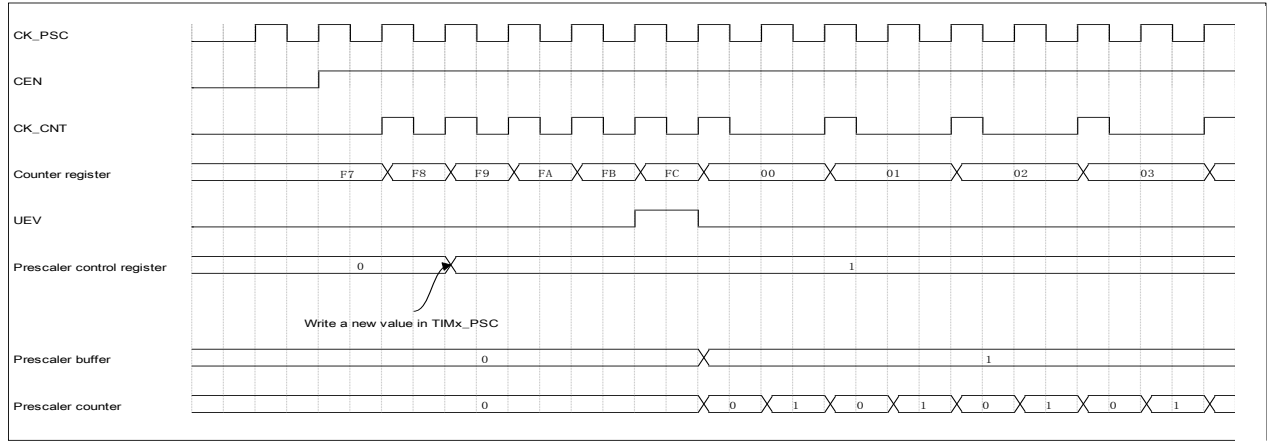 CK_PSC
CEN
CK_CNT
Counter register F7 F8 F9 FA FB FC 00 01 02 03
UEV
Prescaler control register 0 1
Write a new value in TIMx_PSC
Prescaler buffer 0 1
Prescaler counter 0 0 1 0 1 0 1 0 1